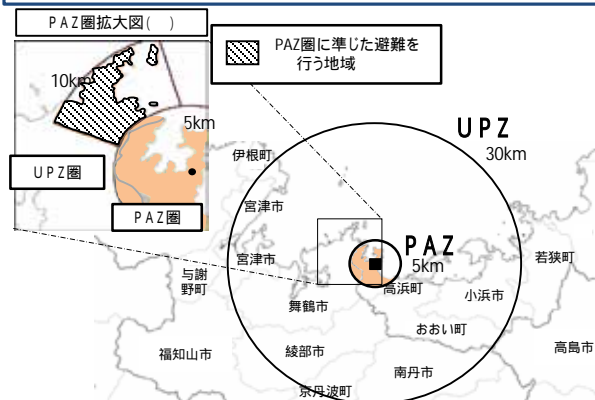 PAZ圏拡大図(　)
PAZ圏に準じた避難を
行う地域
10km
5km
UPZ圏
PAZ圏
UPZ
30km
伊根町
宮津市
PAZ
5km
宮津市
与謝
野町
高浜町
若狭町
小浜市
舞鶴市
おおい町
高島市
綾部市
福知山市
南丹市
京丹波町